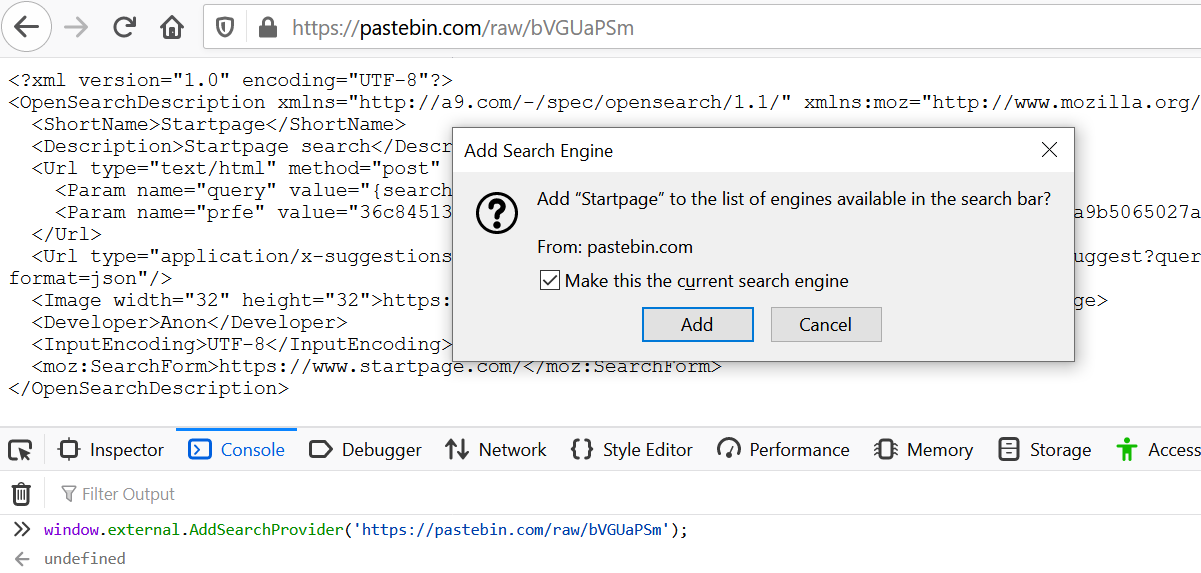 https://pastebin.com/raw/bVGUaPSm
<?xml version="1.0" encoding="UTF-8"?>
<OpenSearchDescription xmlns="http://a9.com/-/spec/opensearch/1.1/" xmlns:moz="http://www.mozilla.org/
<ShortName>Startpage</ShortName>
<Description>Startpage search</Descr
<Url type="text/html" method="post"
<Param name="query" value="{search
<Param name="prfe" value="36c84513 a9b5065027a
</Url>
<Url type="application/x-suggestions uggest?quer
format=json"/>
<Image width="32" height="32">https: ge>
<Developer>Anon</Developer>
<InputEncoding>UTF-8</InputEncoding>
<moz:SearchForm>https://www.startpage.com/</moz:SearchForm>
</OpenSearchDescription>
Add Search Engine
Add “Startpage” to the list of engines available in the search bar?
From: pastebin.com
Make this the current search engine
Add Cancel
Inspector Console Debugger Network Style Editor Performance Memory Storage Access
Filter Output
window.external.AddSearchProvider('https://pastebin.com/raw/bVGUaPSm');
undefined